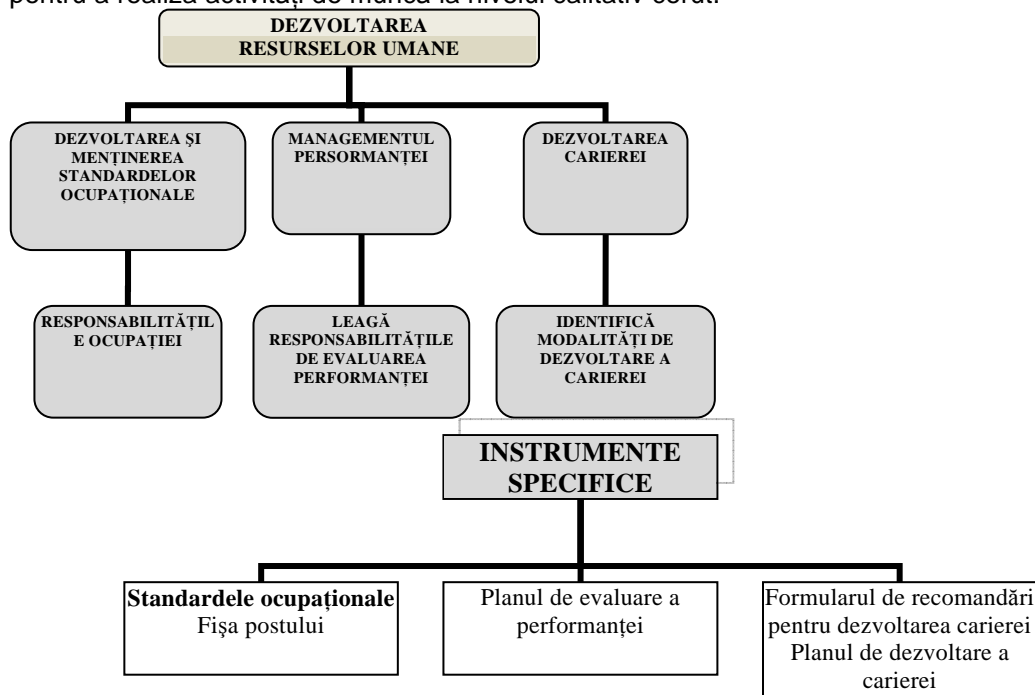 pentru a realiza activități de muncă la nivelul calitativ cerut.
DEZVOLTAREA
RESURSELOR UMANE
DEZVOLTAREA ŞI
MENȚINEREA
STANDARDELOR
OCUPAȚIONALE
MANAGEMENTUL
PERSORMANȚEI
DEZVOLTAREA
CARIEREI
RESPONSABILITĂȚIL
E OCUPAȚIEI
LEAGĂ
RESPONSABILITĂȚILE
DE EVALUAREA
PERFORMANȚEI
IDENTIFICĂ
MODALITĂȚI DE
DEZVOLTARE A
CARIEREI
INSTRUMENTE
SPECIFICE
Standardele ocupaționale
Fişa postului
Planul de evaluare a
performanței
Formularul de recomandări
pentru dezvoltarea carierei
Planul de dezvoltare a
carierei